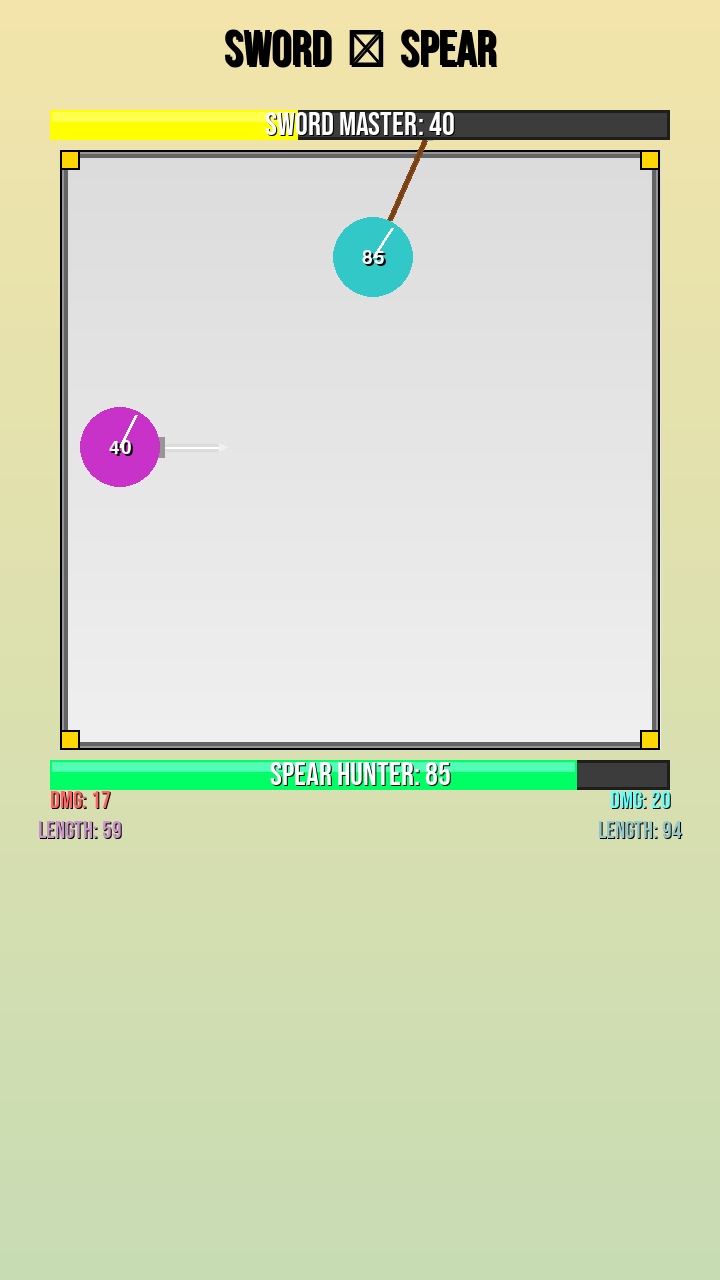 SWORD SPEAR
SWORD MASTER: 40
85
40
SPEAR HUNTER: 85
DMG: 17 DMG: 20
LENGTH: 59 LENGTH: 94